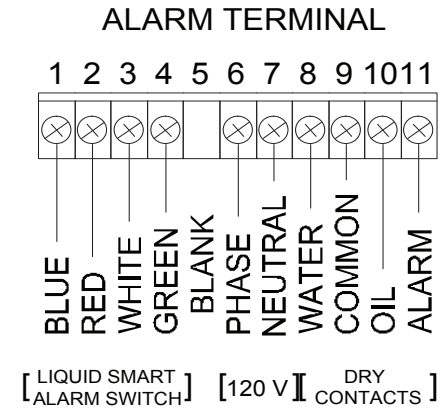 ALARM TERMINAL
1 2 3 4 5 6 7 8 9 10 11
BLUE
RED
WHITE
GREEN
BLANK
PHASE
NEUTRAL
WATER
COMMON
OIL
ALARM
[LIQUID SMART
ALARM SWITCH]
[120 V]
[DRY
CONTACTS]